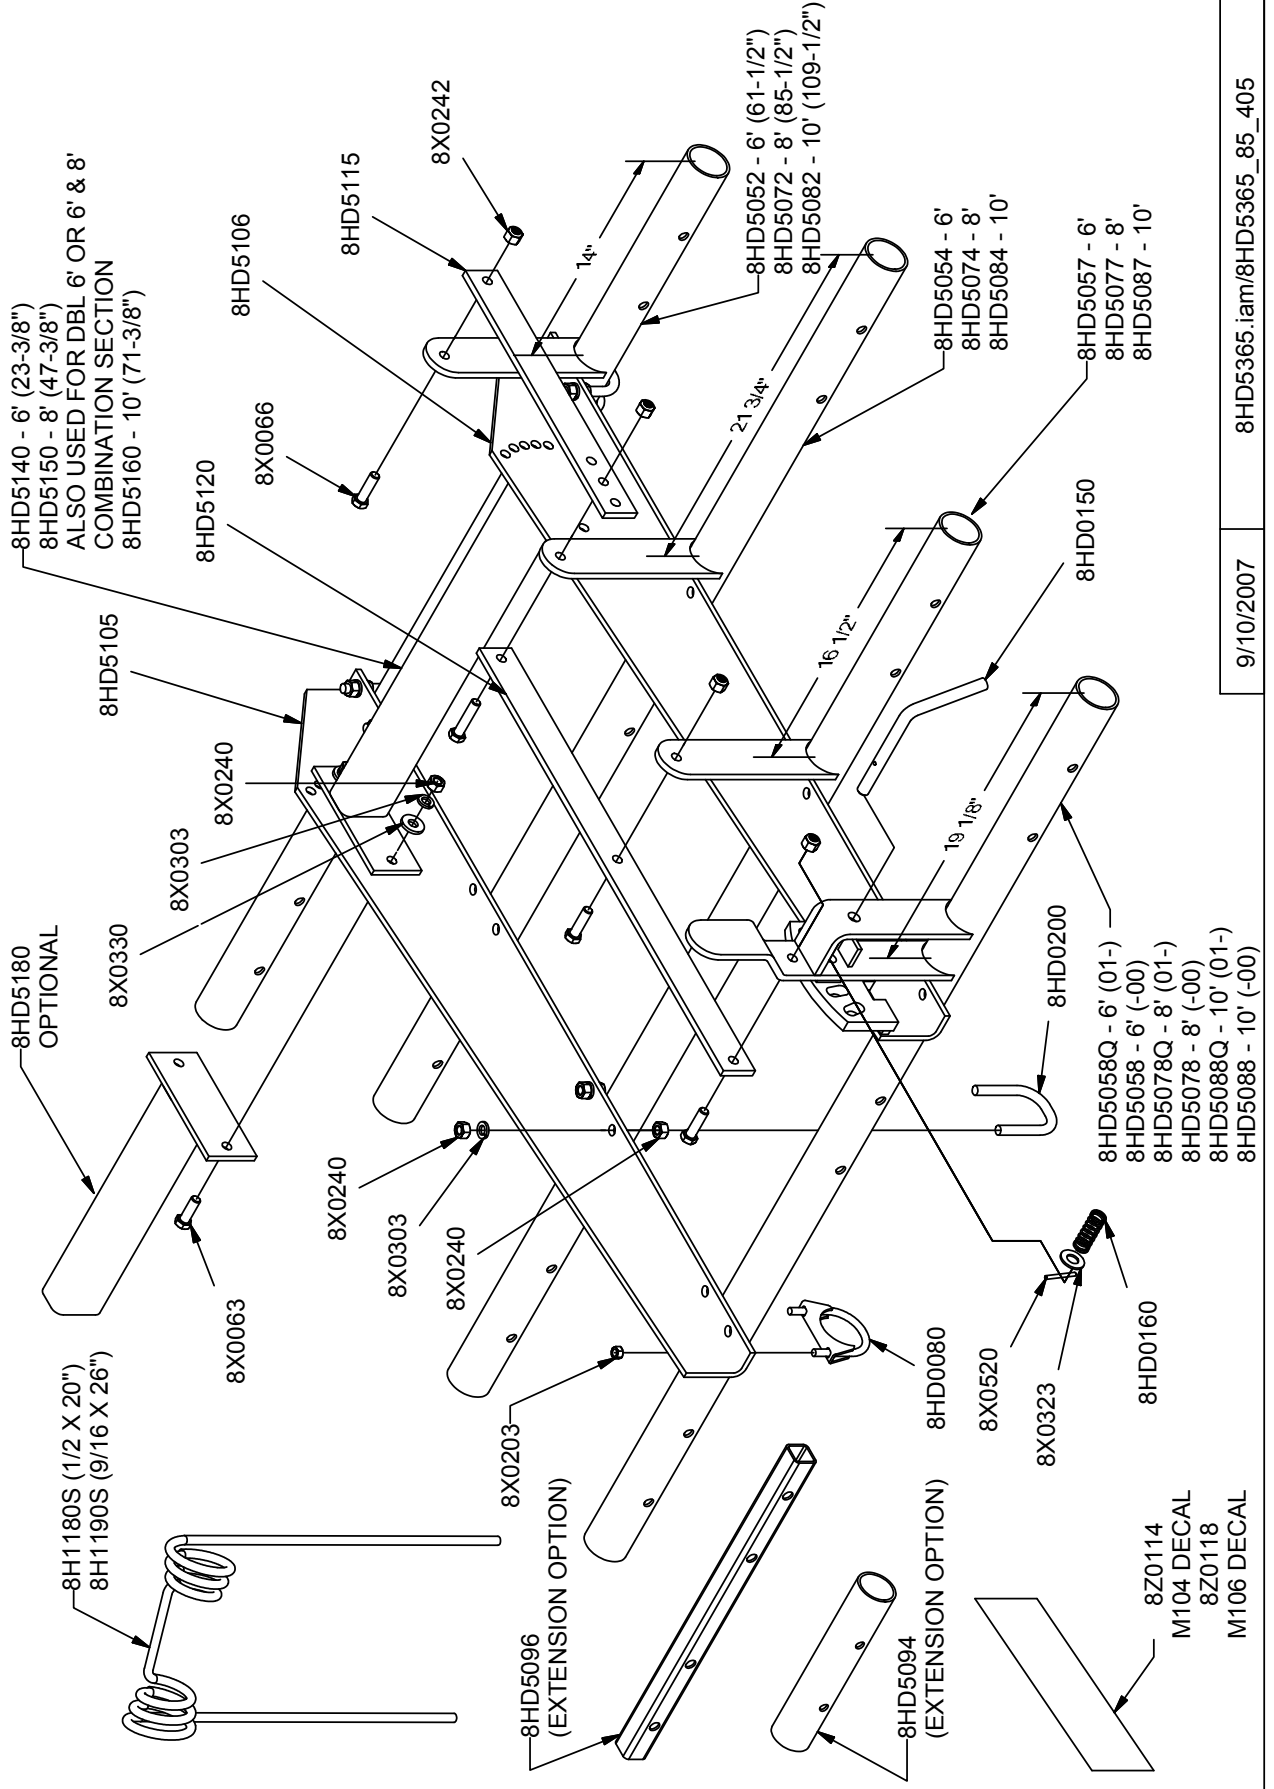 8HD5140 - 6' (23-3/8")
8HD5150 - 8' (47-3/8")
ALSO USED FOR DBL 6' OR 6' & 8'
COMBINATION SECTION
8HD5160 - 10' (71-3/8")
8X0242
8HD5115
8HD5106
8X0066
8HD5120
8HD5105
8X0240
8X0303
8X0330
8HD5180
OPTIONAL
14"
8HD5052 - 6' (61-1/2")
8HD5072 - 8' (85-1/2")
8HD5082 - 10' (109-1/2")
21 3/4"
8HD5054 - 6'
8HD5074 - 8'
8HD5084 - 10'
16 1/2"
8HD5057 - 6'
8HD5077 - 8'
8HD5087 - 10'
8HD0150
19 1/8"
8HD0200
8HD5058Q - 6' (01-)
8HD5058 - 6' (-00)
8HD5078Q - 8' (01-)
8HD5078 - 8' (-00)
8HD5088Q - 10' (01-)
8HD5088 - 10' (-00)
8X0240
8X0303
8X0240
8X0063
8H1180S (1/2 X 20")
8H1190S (9/16 X 26")
8X0203
8HD0080
8X0520
8X0323
8HD0160
8HD5096
(EXTENSION OPTION)
8HD5094
(EXTENSION OPTION)
8Z0114
M104 DECAL
8Z0118
M106 DECAL
9/10/2007
8HD5365.iam/8HD5365_85_405